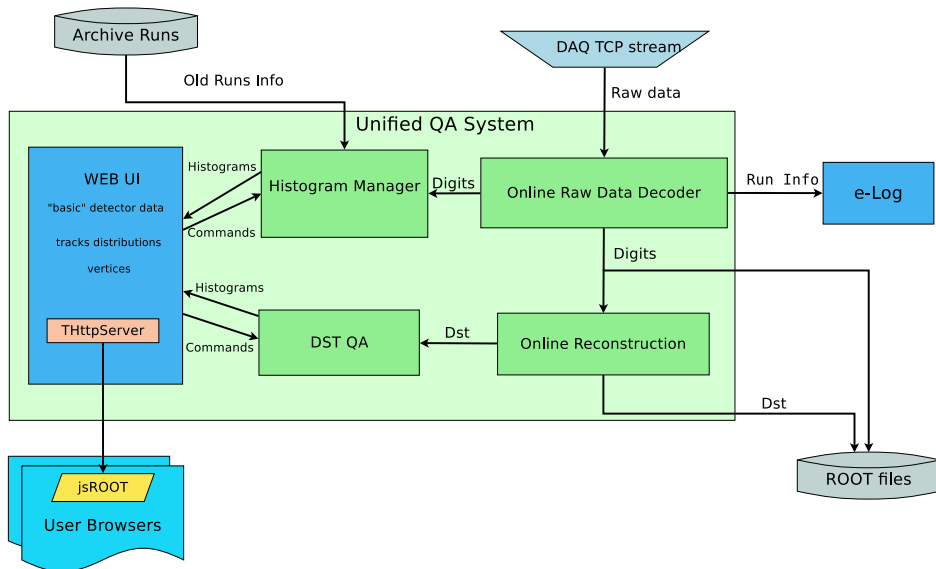 Archive Runs
DAQ TCP stream
Old Runs Info
Raw data
Unified QA System
WEB UI
"basic" detector data
tracks distributions
vertices
THttpServer
Histograms
Commands
Histogram Manager
Digits
Online Raw Data Decoder
Run Info
e-Log
Digits
Histograms
Commands
DST QA
Dst
Online Reconstruction
Dst
ROOT files
jsROOT
User Browsers